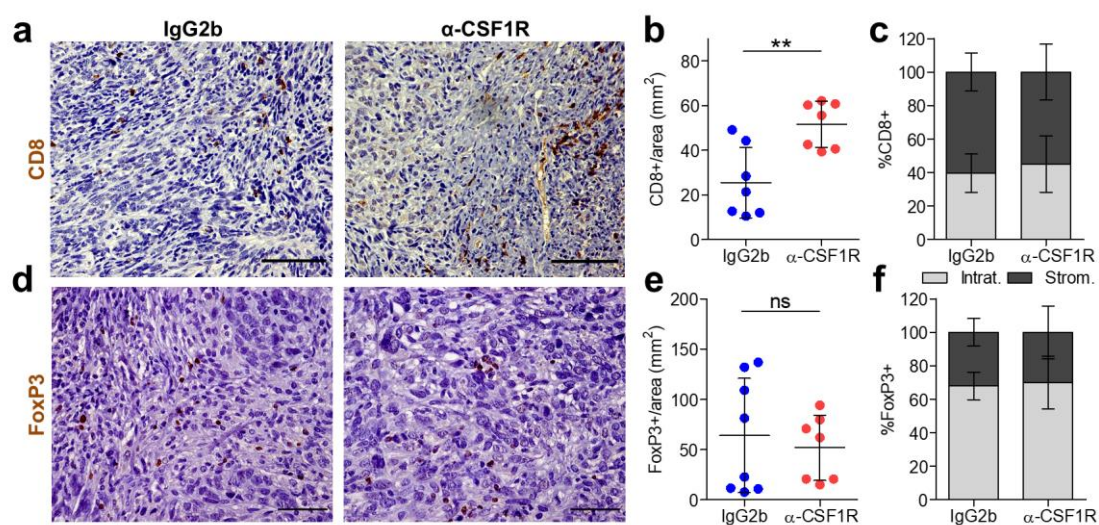 a
IgG2b
α-CSF1R
CD8
b
**
CD8+/area (mm2)
120
80
60
40
20
0
IgG2b
α-CSF1R
c
%CD8+
120
100
80
60
40
20
0
IgG2b
α-CSF1R
Intrat.
Strom.
d
FoxP3
e
ns
FoxP3+/area (mm2)
200
150
100
50
0
IgG2b
α-CSF1R
f
%FoxP3+
120
100
80
60
40
20
0
IgG2b
α-CSF1R